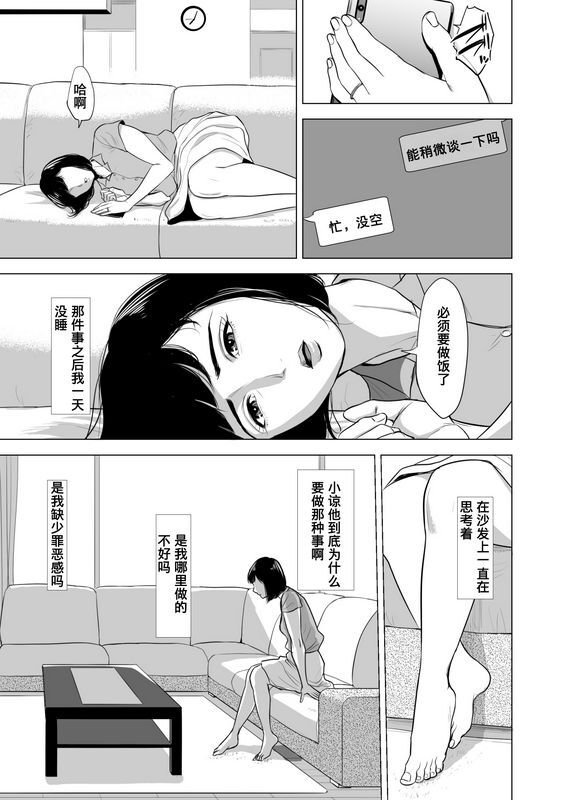 能稍微谈一下吗
忙，没空
哈啊
必须要做饭了
那件事之后我一天
没睡
在沙发上一直在
思考着
小谅他到底为什么
要做那种事啊
是我哪里做的
不好吗
是我缺少罪恶感吗